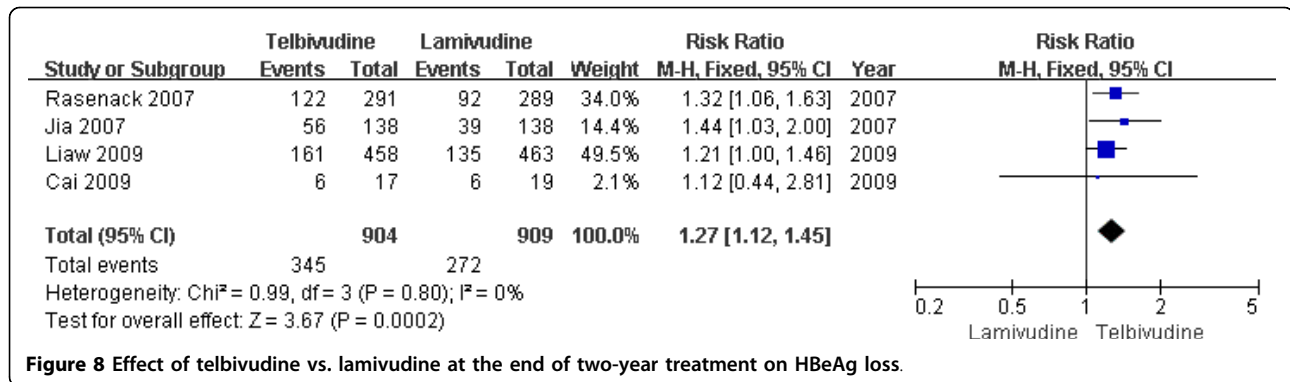 Telbivudine Lamivudine Risk Ratio Risk Ratio
Study or Subgroup Events Total Events Total Weight M-H, Fixed, 95% CI Year M-H, Fixed, 95% CI
Rasenack 2007 122 291 92 289 34.0% 1.32 [1.06, 1.63] 2007
Jia 2007 56 138 39 138 14.4% 1.44 [1.03, 2.00] 2007
Liaw 2009 161 458 135 463 49.5% 1.21 [1.00, 1.46] 2009
Cai 2009 6 17 6 19 2.1% 1.12 [0.44, 2.81] 2009
Total (95% CI) 904 909 100.0% 1.27 [1.12, 1.45]
Total events 345 272
Heterogeneity: Chi² = 0.99, df = 3 (P = 0.80); I² = 0%
Test for overall effect: Z = 3.67 (P = 0.0002)
0.2 0.5 1 2 5
Lamivudine Telbivudine
Figure 8 Effect of telbivudine vs. lamivudine at the end of two-year treatment on HBeAg loss.